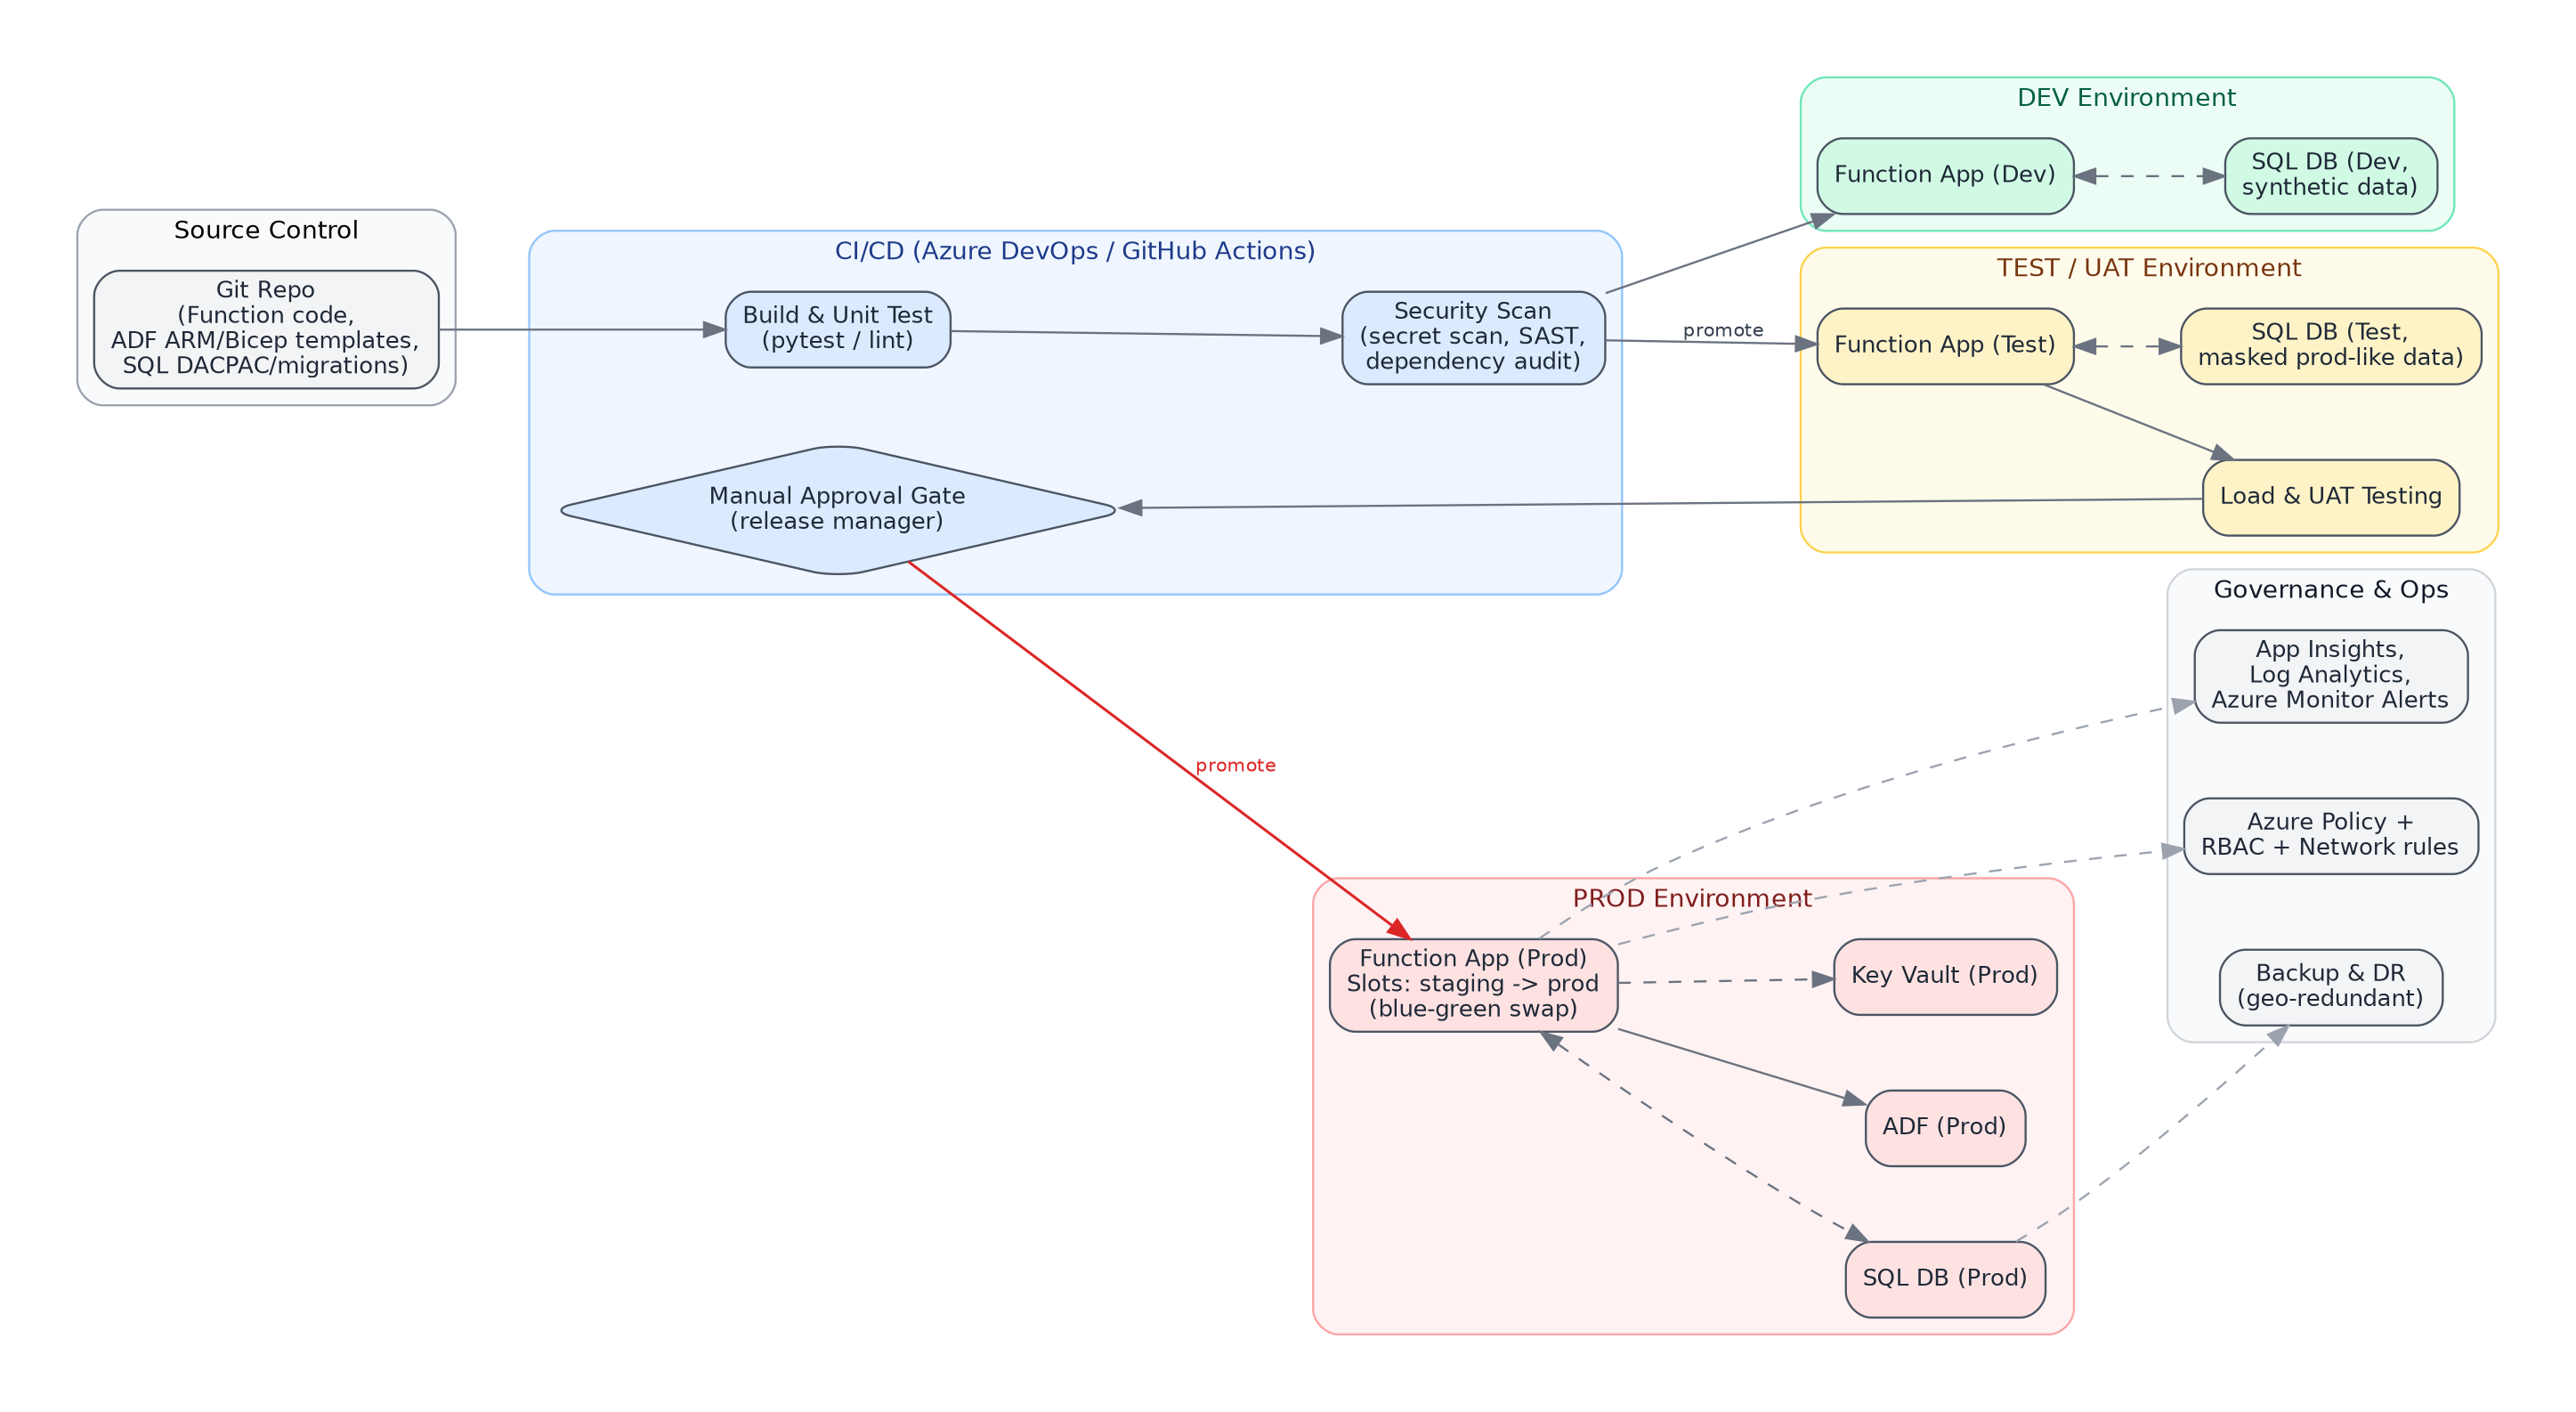 Source Control
Git Repo
(Function code,
ADF ARM/Bicep templates,
SQL DACPAC/migrations)
CI/CD (Azure DevOps / GitHub Actions)
Build & Unit Test
(pytest / lint)
Security Scan
(secret scan, SAST,
dependency audit)
Manual Approval Gate
(release manager)
promote
DEV Environment
Function App (Dev)
SQL DB (Dev,
synthetic data)
TEST / UAT Environment
Function App (Test)
SQL DB (Test,
masked prod-like data)
Load & UAT Testing
promote
Governance & Ops
App Insights,
Log Analytics,
Azure Monitor Alerts
Azure Policy +
RBAC + Network rules
Backup & DR
(geo-redundant)
PROD Environment
Function App (Prod)
Slots: staging -> prod
(blue-green swap)
Key Vault (Prod)
ADF (Prod)
SQL DB (Prod)